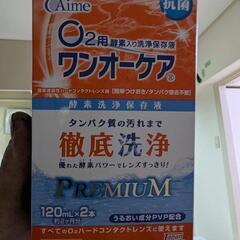 抗菌
Aime
O2用 酵素入り洗浄保存液
ワンオーケア
酵素洗浄保存液
タンパク質の汚れまで
徹底洗浄
優れた酵素パワーでレンズすっきり!
PREMIUM
120mL×2本
約2ヶ月分
うるおい成分PVP配合
すべてのO2ハードコンタクトレンズに使えます